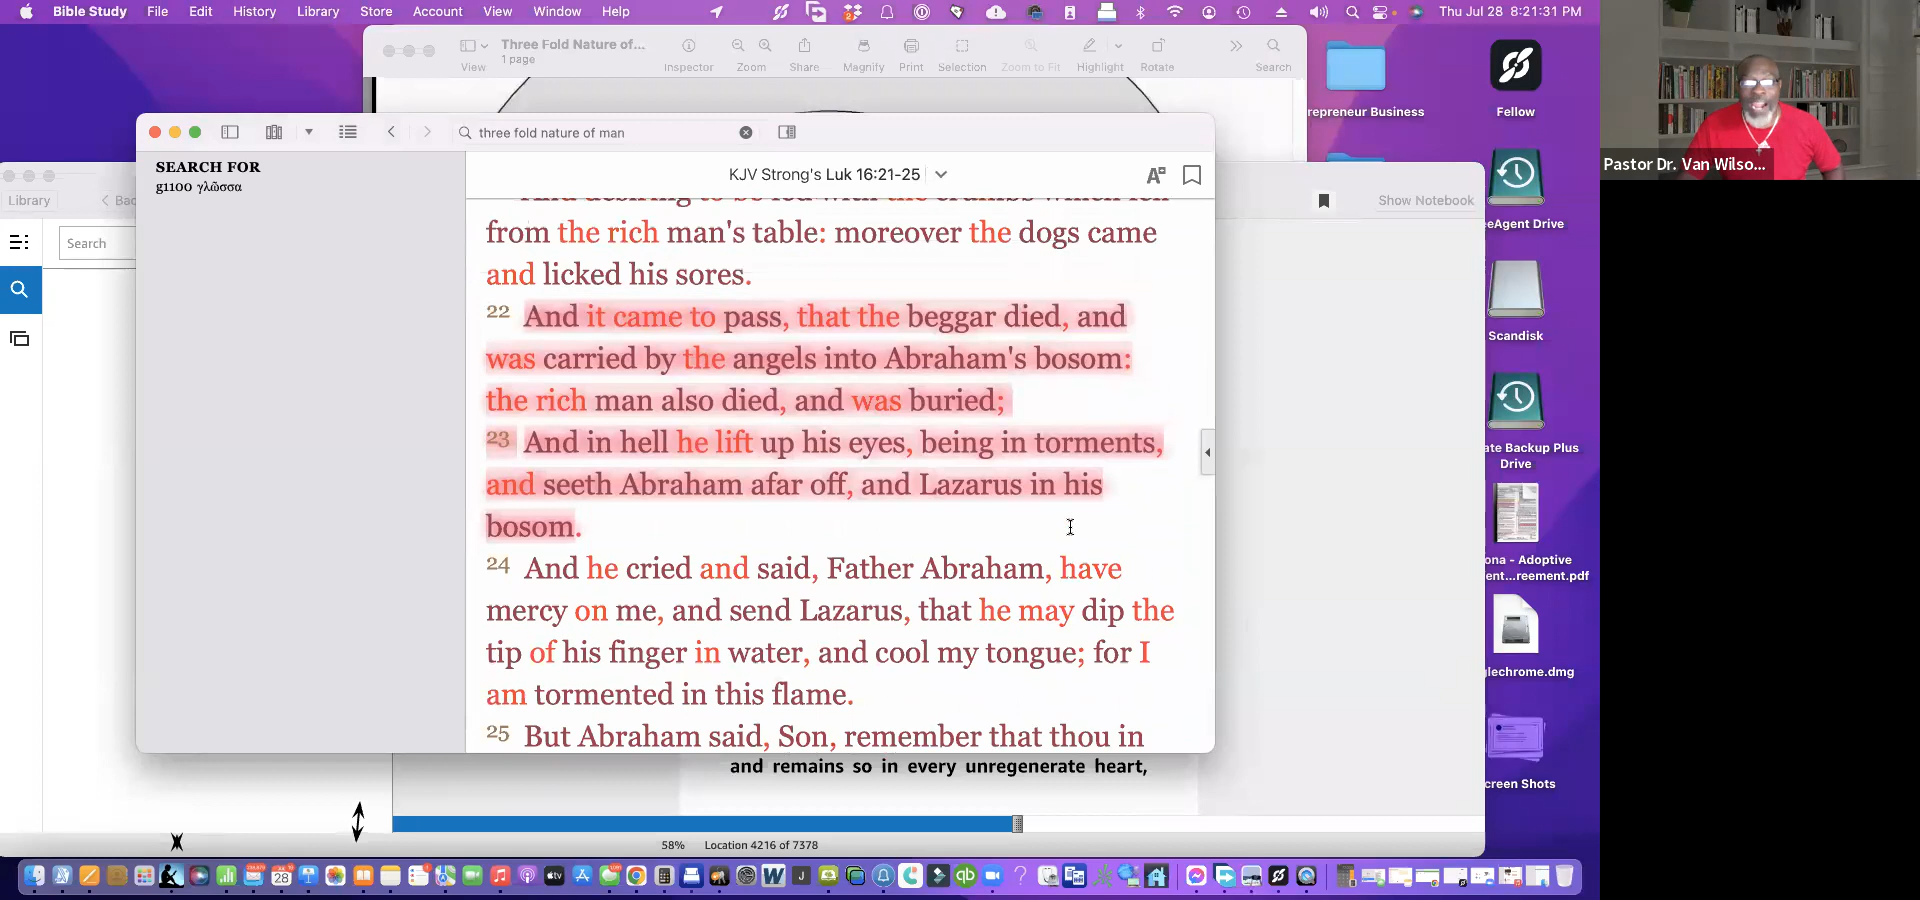 Bible Study File Edit History Library Store Account View Window Help Thu Jul 28 8:21:31 PM
Three Fold Nature of...
1 page
View Inspector Zoom Share Magnify Print Selection Zoom to Fit Highlight Rotate Search
three fold nature of man
SEARCH FOR
g1100 γλῶσσα
KJV Strong's Luk 16:21-25
Library Back
Show Notebook
Search
from the rich man's table: moreover the dogs came
and licked his sores.
22 And it came to pass, that the beggar died, and
was carried by the angels into Abraham's bosom:
the rich man also died, and was buried;
23 And in hell he lift up his eyes, being in torments,
and seeth Abraham afar off, and Lazarus in his
bosom.
24 And he cried and said, Father Abraham, have
mercy on me, and send Lazarus, that he may dip the
tip of his finger in water, and cool my tongue; for I
am tormented in this flame.
25 But Abraham said, Son, remember that thou in
and remains so in every unregenerate heart,
58% Location 4216 of 7378
repreneur Business
Fellow
eeAgent Drive
Scandisk
ate Backup Plus
Drive
ona - Adoptive
ent...reement.pdf
glechrome.dmg
creen Shots
Pastor Dr. Van Wilso...